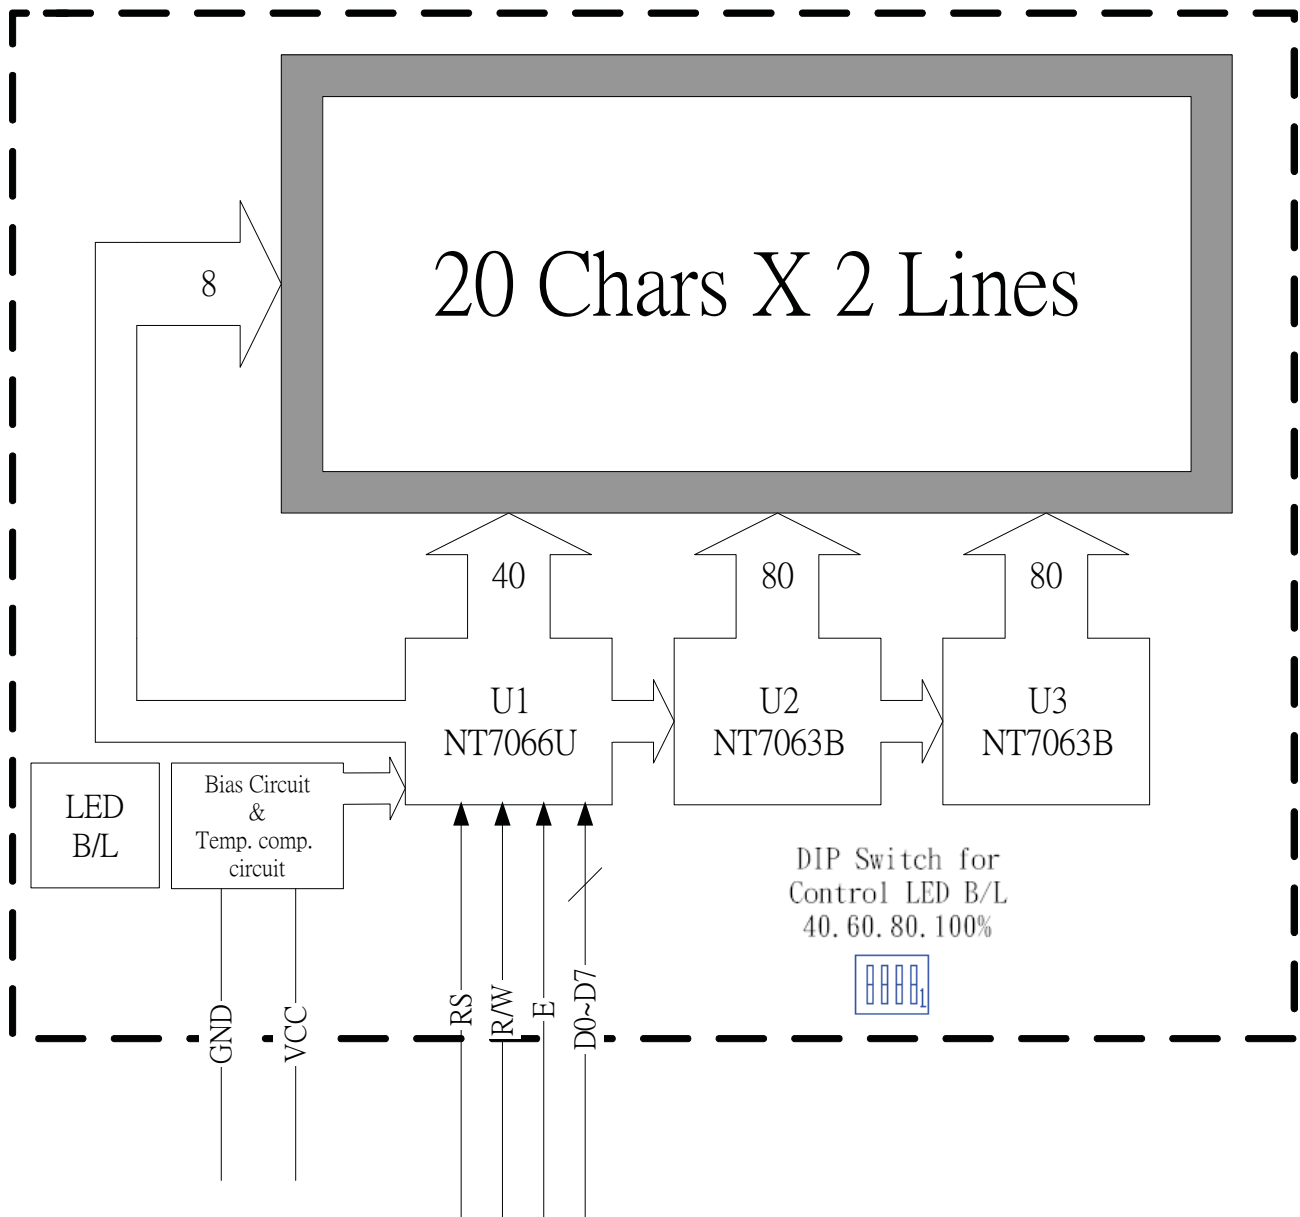 20 Chars X 2 Lines
8
40
80
80
U1
NT7066U
U2
NT7063B
U3
NT7063B
LED
B/L
Bias Circuit
&
Temp. comp.
circuit
DIP Switch for
Control LED B/L
40.60.80.100%
1
GND
VCC
RS
R/W
E
D0~D7